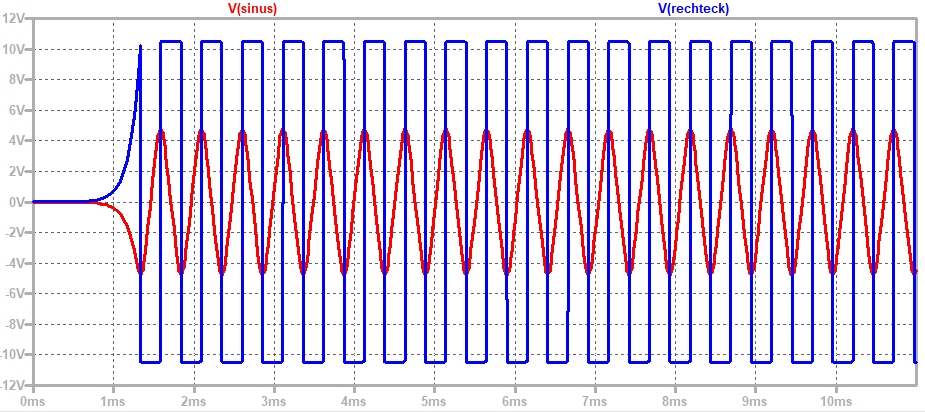 V(sinus) V(rechteck)
12V
10V
8V
6V
4V
2V
0V
-2V
-4V
-6V
-8V
-10V
-12V
0ms 1ms 2ms 3ms 4ms 5ms 6ms 7ms 8ms 9ms 10ms